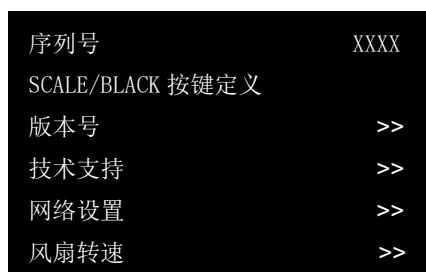 序列号 XXXX
SCALE/BLACK 按键定义
版本号 >>
技术支持 >>
网络设置 >>
风扇转速 >>